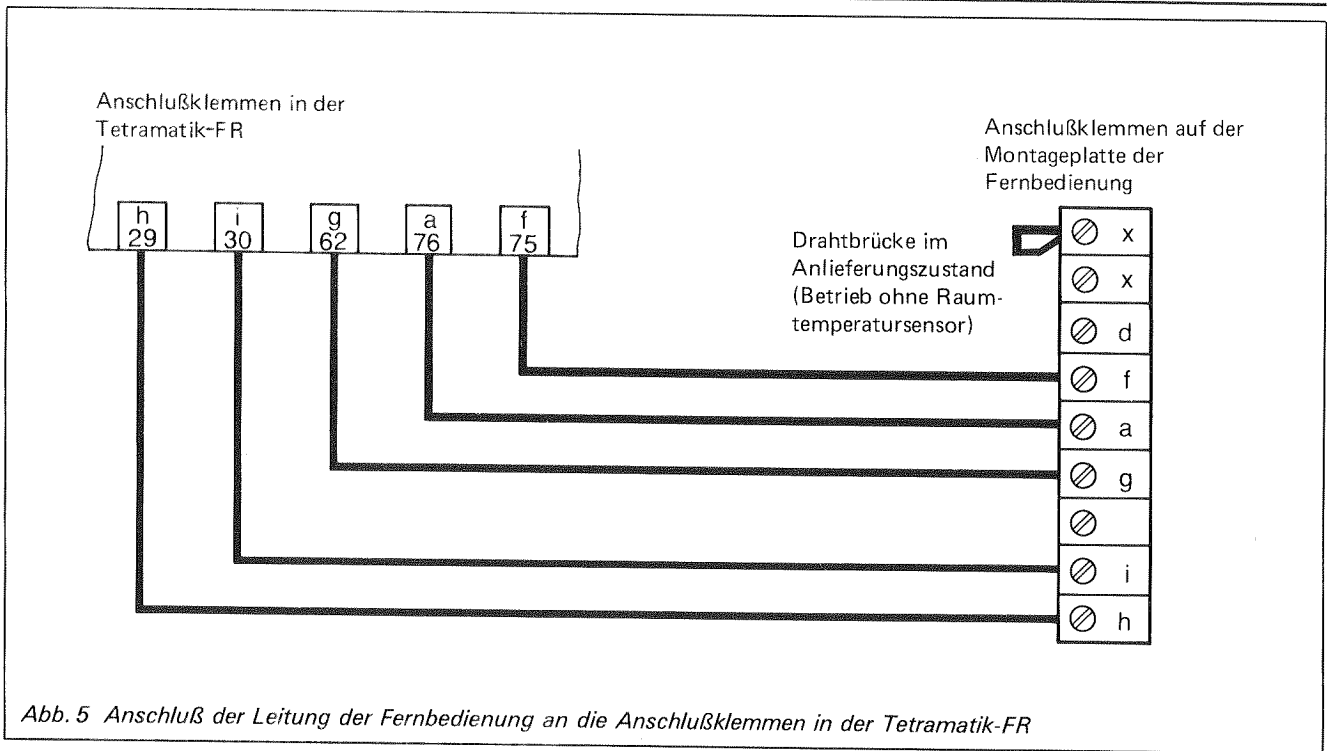 Anschlußklemmen in der
Tetramatik-FR
h
29
i
30
g
62
a
76
f
75
Anschlußklemmen auf der
Montageplatte der
Fernbedienung
Drahtbrücke im
Anlieferungszustand
(Betrieb ohne Raum-
temperatursensor)
x
x
d
f
a
g
i
h
Abb. 5 Anschluß der Leitung der Fernbedienung an die Anschlußklemmen in der Tetramatik-FR